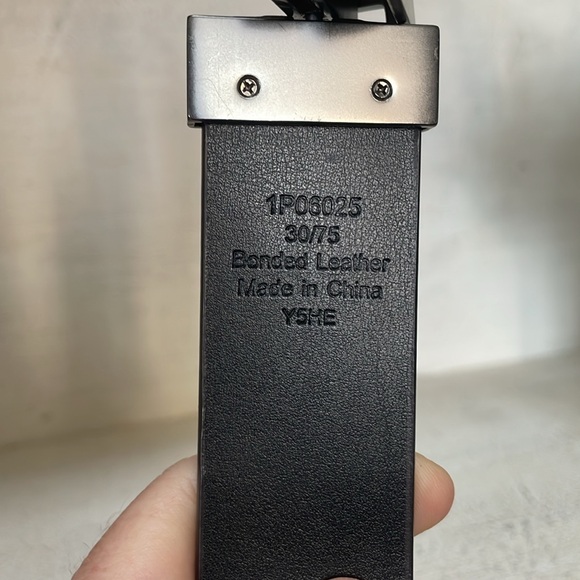 1P06025
30/75
Bonded Leather
Made in China
Y5HE